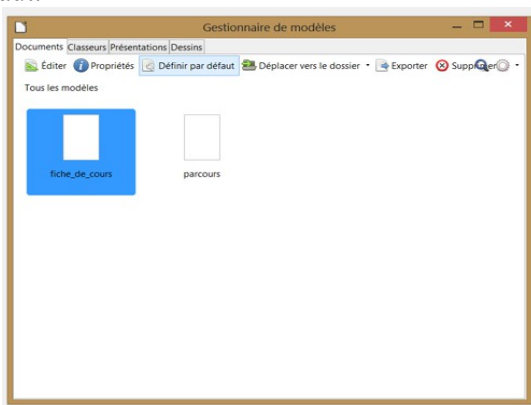 Gestionnaire de modèles
Documents Classeurs Présentations Dessins
Éditer Propriétés Définir par défaut Déplacer vers le dossier Exporter
Tous les modèles
fiche_de_cours parcours